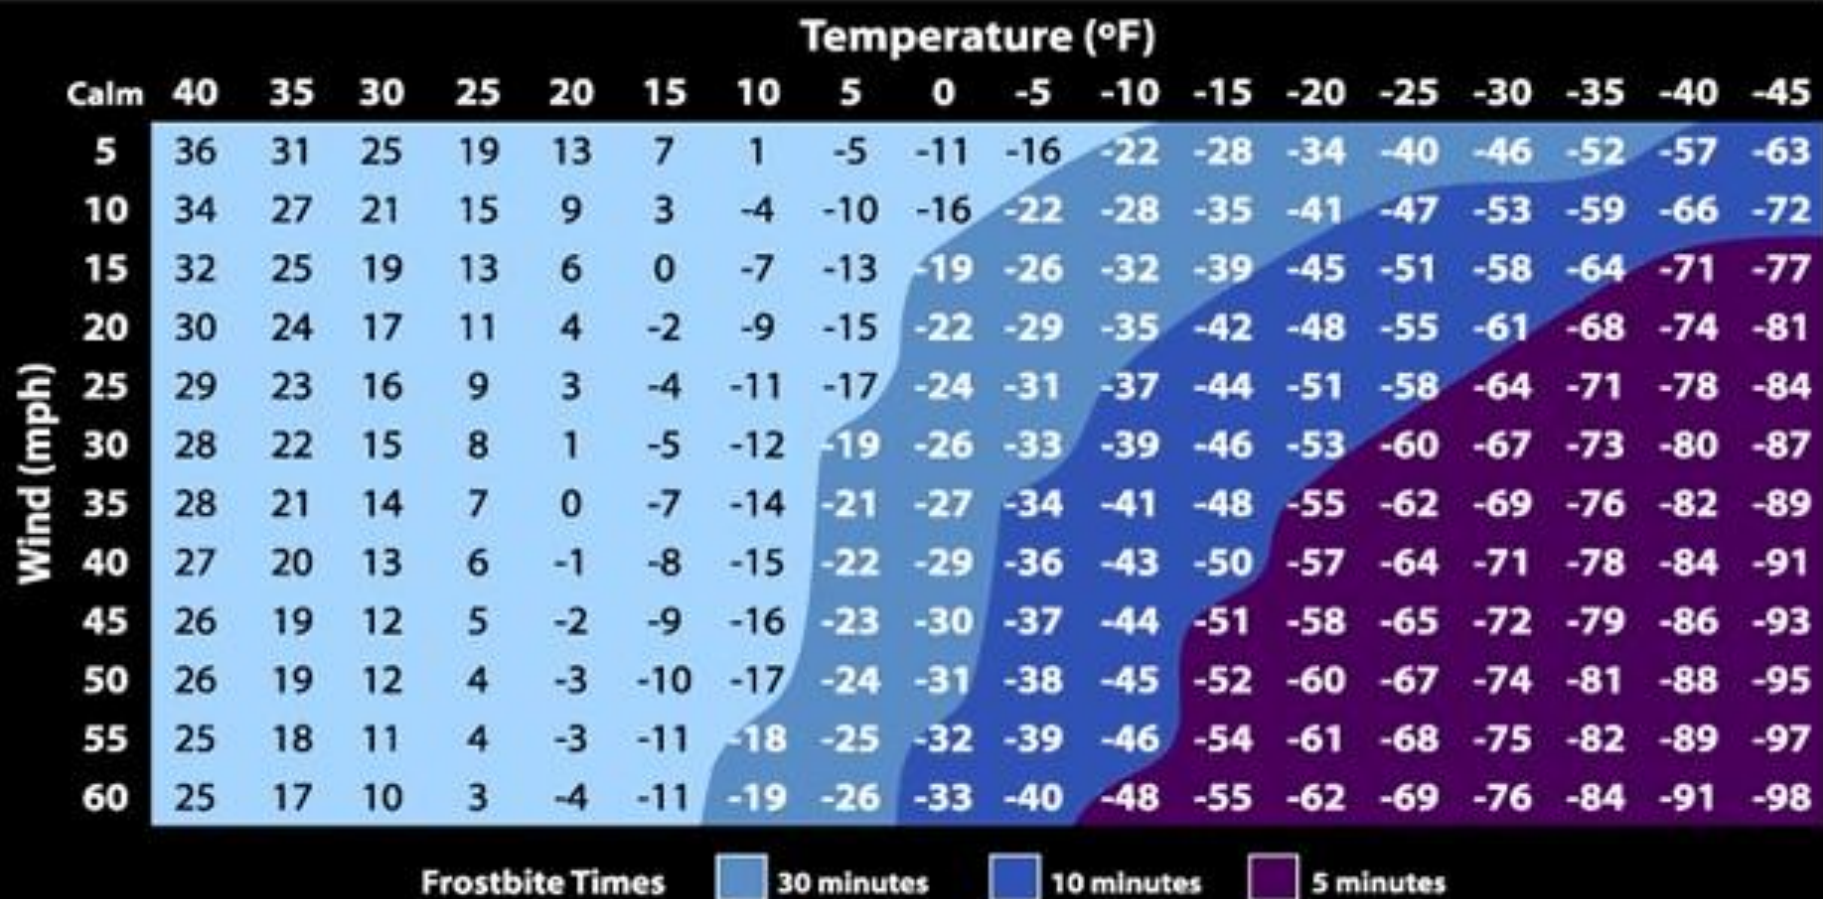 Temperature (ºF)
Calm 40 35 30 25 20 15 10 5 0 -5 -10 -15 -20 -25 -30 -35 -40 -45
5 36 31 25 19 13 7 1 -5 -11 -16 -22 -28 -34 -40 -46 -52 -57 -63
10 34 27 21 15 9 3 -4 -10 -16 -22 -28 -35 -41 -47 -53 -59 -66 -72
15 32 25 19 13 6 0 -7 -13 -19 -26 -32 -39 -45 -51 -58 -64 -71 -77
20 30 24 17 11 4 -2 -9 -15 -22 -29 -35 -42 -48 -55 -61 -68 -74 -81
25 29 23 16 9 3 -4 -11 -17 -24 -31 -37 -44 -51 -58 -64 -71 -78 -84
30 28 22 15 8 1 -5 -12 -19 -26 -33 -39 -46 -53 -60 -67 -73 -80 -87
35 28 21 14 7 0 -7 -14 -21 -27 -34 -41 -48 -55 -62 -69 -76 -82 -89
40 27 20 13 6 -1 -8 -15 -22 -29 -36 -43 -50 -57 -64 -71 -78 -84 -91
45 26 19 12 5 -2 -9 -16 -23 -30 -37 -44 -51 -58 -65 -72 -79 -86 -93
50 26 19 12 4 -3 -10 -17 -24 -31 -38 -45 -52 -60 -67 -74 -81 -88 -95
55 25 18 11 4 -3 -11 -18 -25 -32 -39 -46 -54 -61 -68 -75 -82 -89 -97
60 25 17 10 3 -4 -11 -19 -26 -33 -40 -48 -55 -62 -69 -76 -84 -91 -98
Wind (mph)
Frostbite Times 30 minutes 10 minutes 5 minutes